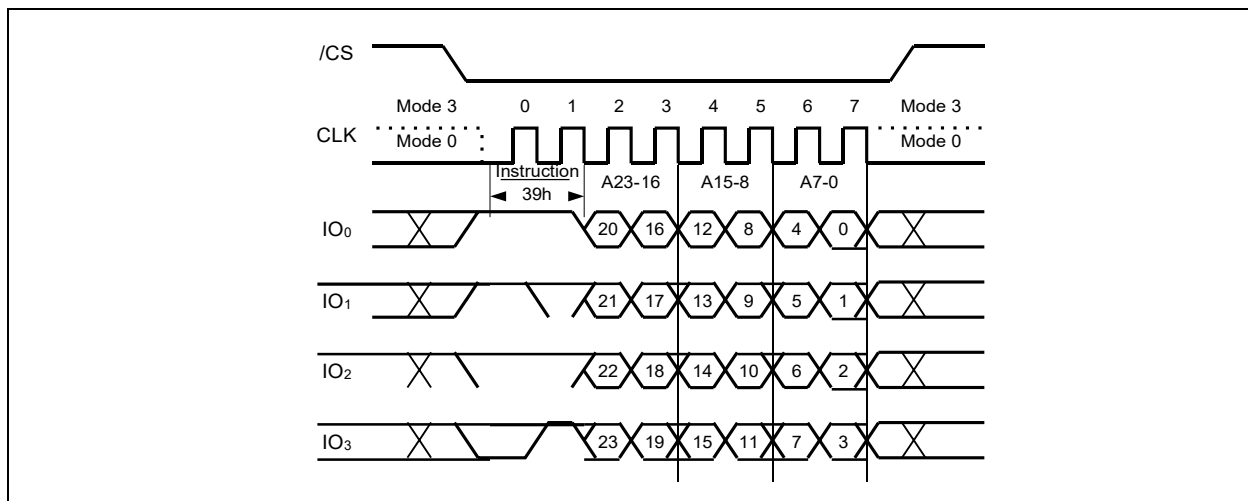 /CS
Mode 3 0 1 2 3 4 5 6 7 Mode 3
CLK
Mode 0 Mode 0
Instruction
39h
A23-16 A15-8 A7-0
IO0 20 16 12 8 4 0
IO1 21 17 13 9 5 1
IO2 22 18 14 10 6 2
IO3 23 19 15 11 7 3